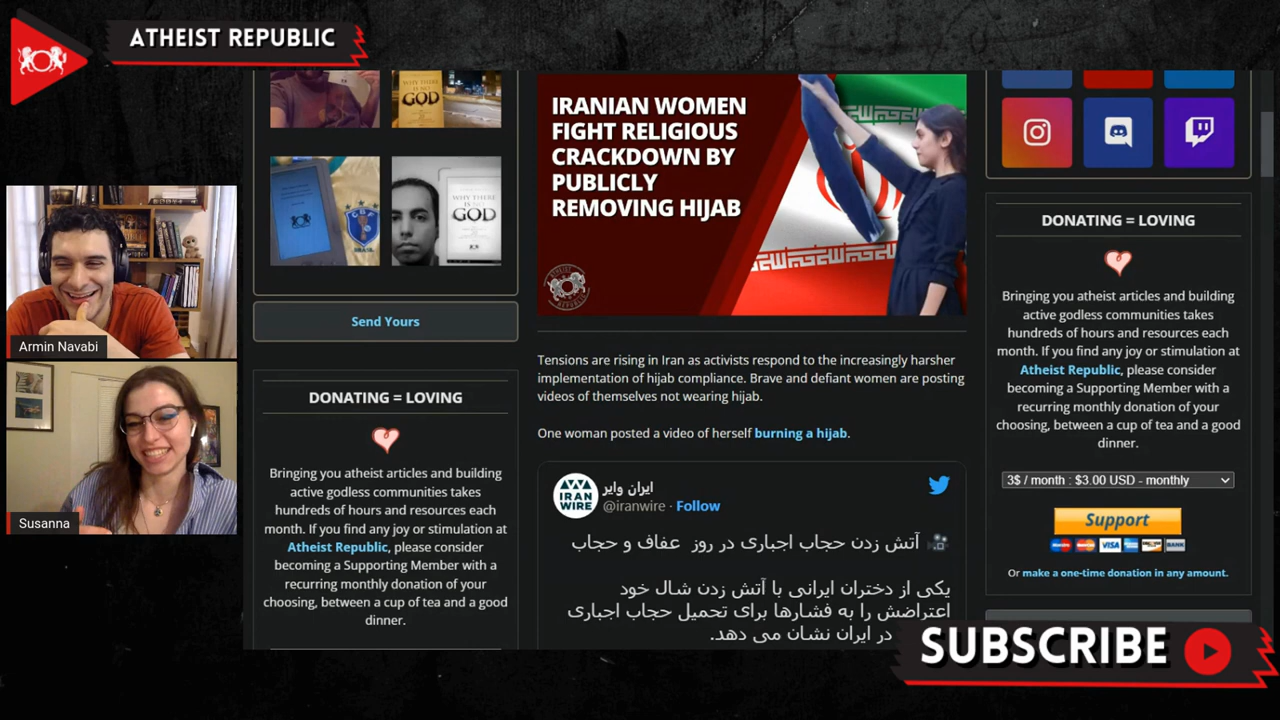 ATHEIST REPUBLIC
Armin Navabi
Susanna
GOD
WHY THERE
IS NO
GOD
Send Yours
DONATING = LOVING
Bringing you atheist articles and building
active godless communities takes
hundreds of hours and resources each
month. If you find any joy or stimulation at
Atheist Republic, please consider
becoming a Supporting Member with a
recurring monthly donation of your
choosing, between a cup of tea and a good
dinner.
IRANIAN WOMEN
FIGHT RELIGIOUS
CRACKDOWN BY
PUBLICLY
REMOVING HIJAB
Tensions are rising in Iran as activists respond to the increasingly harsher
implementation of hijab compliance. Brave and defiant women are posting
videos of themselves not wearing hijab.
One woman posted a video of herself burning a hijab.
IRAN
WIRE
ایران وایر
@iranwire · Follow
آتش زدن حجاب اجباری در روز عفاف و حجاب
یکی از دختران ایرانی با آتش زدن شال خود
اعتراضش را به فشارها برای تحمیل حجاب اجباری
در ایران نشان می دهد.
DONATING = LOVING
Bringing you atheist articles and building
active godless communities takes
hundreds of hours and resources each
month. If you find any joy or stimulation at
Atheist Republic, please consider
becoming a Supporting Member with a
recurring monthly donation of your
choosing, between a cup of tea and a good
dinner.
3$ / month : $3.00 USD - monthly
Support
VISA
BANK
Or make a one-time donation in any amount.
SUBSCRIBE